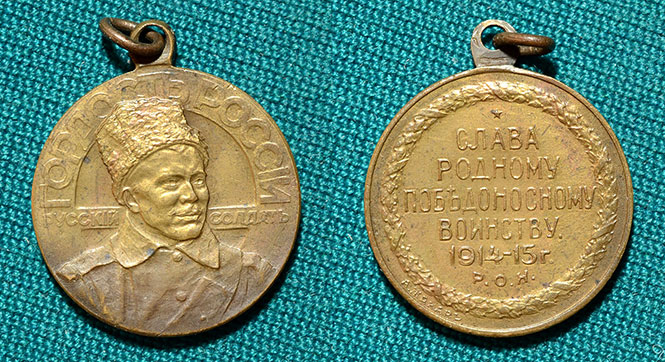 ГОРДОСТЬ РОССІИ
РУССКІЙ СОЛДАТЪ
СЛАВА
РОДНОМУ
ПОБѢДОНОСНОМУ
ВОИНСТВУ.
1914-15 г.
Р.О.Н.